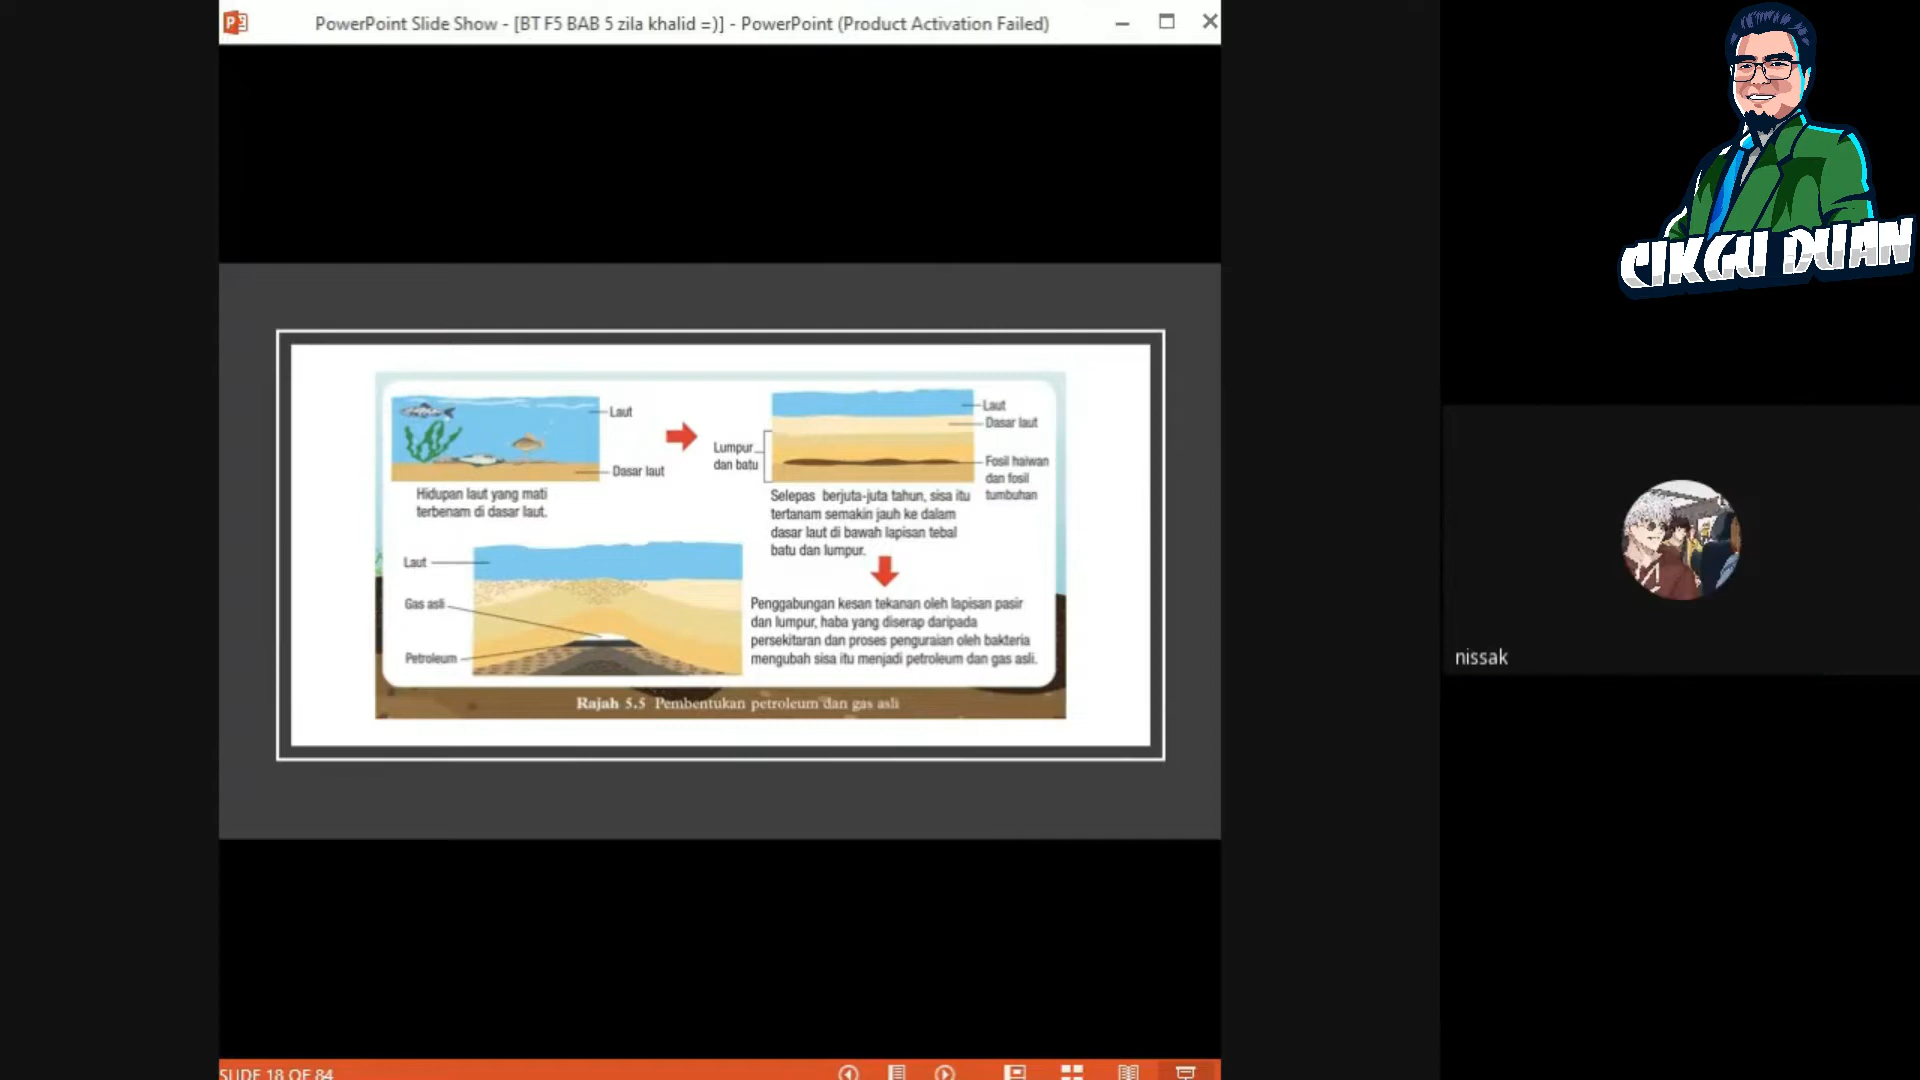 PowerPoint Slide Show - [BT F5 BAB 5 zila khalid =)] - PowerPoint (Product Activation Failed)
CIKGU DUAN
Laut
Dasar laut
Hidupan laut yang mati
terbenam di dasar laut.
Laut
Dasar laut
Lumpur
dan batu
Fosil haiwan
dan fosil
tumbuhan
Selepas berjuta-juta tahun, sisa itu
tertanam semakin jauh ke dalam
dasar laut di bawah lapisan tebal
batu dan lumpur.
Laut
Gas asli
Petroleum
Penggabungan kesan tekanan oleh lapisan pasir
dan lumpur, haba yang diserap daripada
persekitaran dan proses penguraian oleh bakteria
mengubah sisa itu menjadi petroleum dan gas asli.
Rajah 5.5 Pembentukan petroleum dan gas asli
nissak
SLIDE 18 OF 84